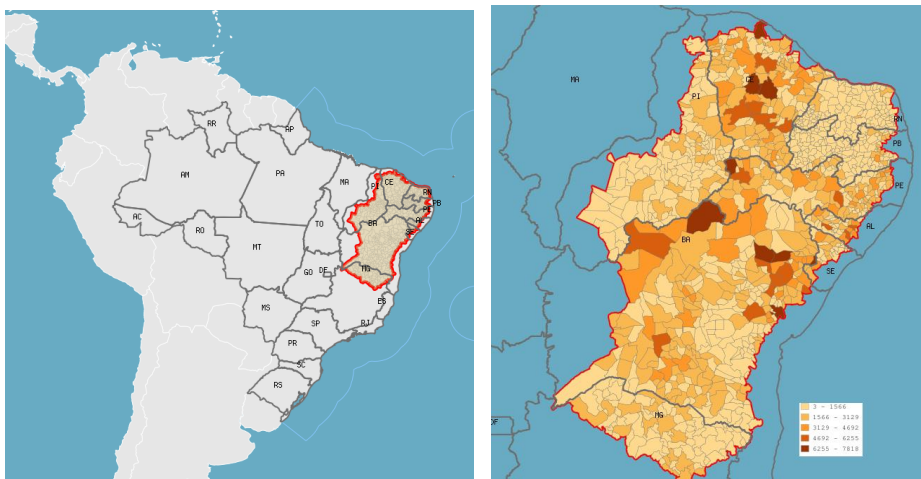 RR
AP
AM
PA
MA
PI
CE
RN
PB
PE
AL
SE
AC
RO
TO
BA
MT
GO
DF
MG
MS
ES
SP
RJ
PR
SC
RS
MA
PI
CE
RN
PB
PE
AL
BA
SE
MG
DF
3 - 1566
1566 - 3129
3129 - 4692
4692 - 6255
6255 - 7818